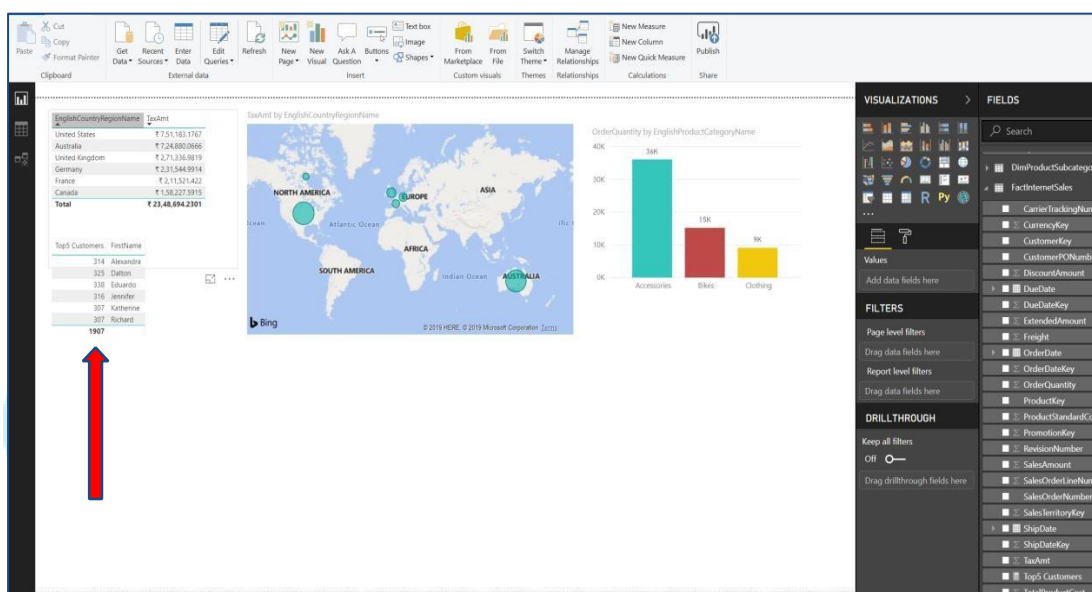 Cut
Copy
Format Painter
Paste
Clipboard
Get Data
Recent Sources
Enter Data
Edit Queries
External data
Refresh
New Page
New Visual
Ask A Question
Buttons
Text box
Image
Shapes
Insert
From Marketplace
From File
Custom visuals
Switch Theme
Themes
Manage Relationships
Relationships
New Measure
New Column
New Quick Measure
Calculations
Publish
Share
EnglishCountryRegionName TaxAmt
United States ₹ 7,51,183.1767
Australia ₹ 7,24,880.0666
United Kingdom ₹ 2,71,336.9819
Germany ₹ 2,31,544.9914
France ₹ 2,11,521.422
Canada ₹ 1,58,227.5915
Total ₹ 23,48,694.2301
Top5 Customers FirstName
314 Alexandra
325 Dalton
338 Eduardo
316 Jennifer
307 Katherine
307 Richard
1907
TaxAmt by EnglishCountryRegionName
NORTH AMERICA
EUROPE
ASIA
Atlantic Ocean
AFRICA
SOUTH AMERICA
Indian Ocean
AUSTRALIA
Bing
© 2019 HERE, © 2019 Microsoft Corporation Terms
OrderQuantity by EnglishProductCategoryName
40K
30K
20K
10K
0K
36K
15K
9K
Accessories Bikes Clothing
VISUALIZATIONS
R Py
Values
Add data fields here
FILTERS
Page level filters
Drag data fields here
Report level filters
Drag data fields here
DRILLTHROUGH
Keep all filters
Off
Drag drillthrough fields here
FIELDS
Search
DimProductSubcatego
FactInternetSales
CarrierTrackingNum
CurrencyKey
CustomerKey
CustomerPONumb
DiscountAmount
DueDate
DueDateKey
ExtendedAmount
Freight
OrderDate
OrderDateKey
OrderQuantity
ProductKey
ProductStandardCo
PromotionKey
RevisionNumber
SalesAmount
SalesOrderLineNum
SalesOrderNumber
SalesTerritoryKey
ShipDate
ShipDateKey
TaxAmt
Top5 Customers